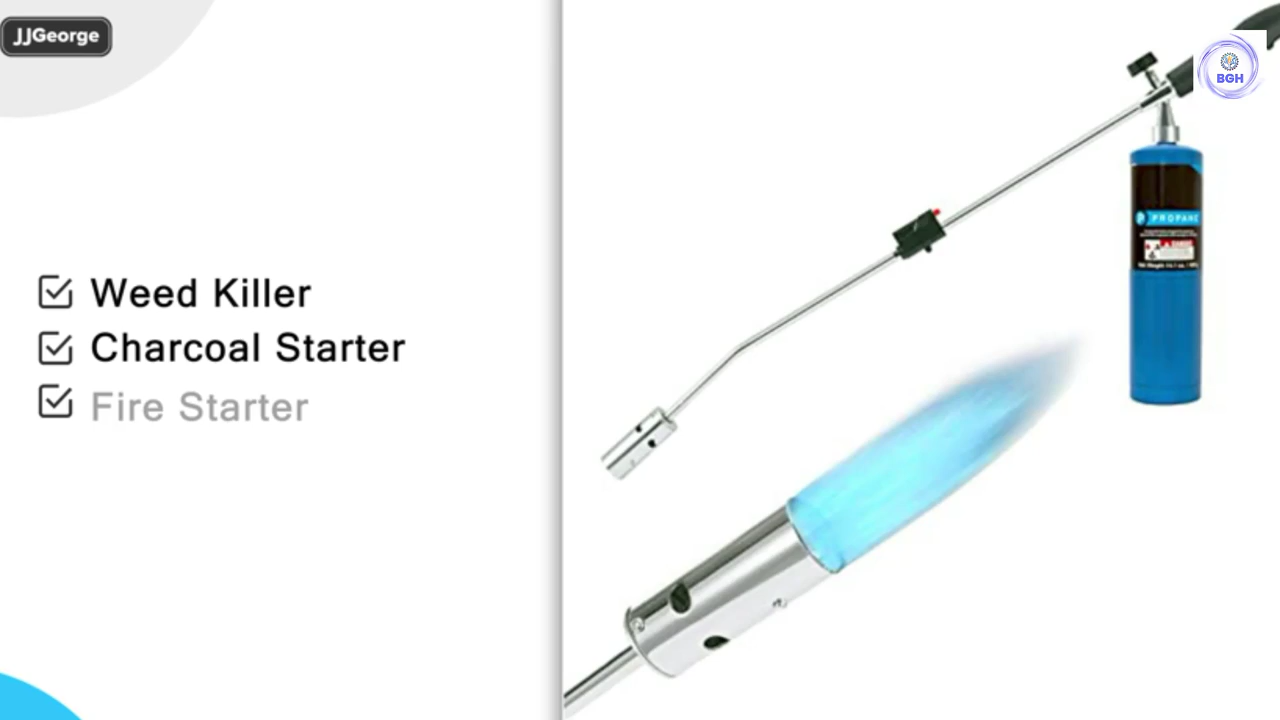 JJGeorge
BGH
Weed Killer
Charcoal Starter
Fire Starter
PROPANE